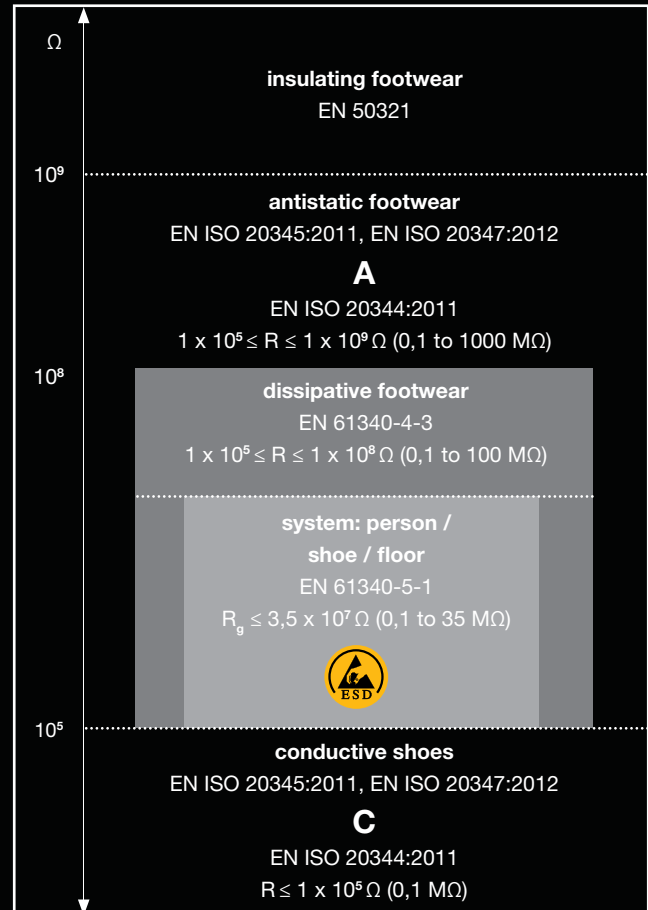 Ω
insulating footwear
EN 50321
10⁹
antistatic footwear
EN ISO 20345:2011, EN ISO 20347:2012
A
EN ISO 20344:2011
1 x 10⁵ ≤ R ≤ 1 x 10⁹ Ω (0,1 to 1000 MΩ)
10⁸
dissipative footwear
EN 61340-4-3
1 x 10⁵ ≤ R ≤ 1 x 10⁸ Ω (0,1 to 100 MΩ)
system: person /
shoe / floor
EN 61340-5-1
R_g ≤ 3,5 x 10⁷ Ω (0,1 to 35 MΩ)
ESD
10⁵
conductive shoes
EN ISO 20345:2011, EN ISO 20347:2012
C
EN ISO 20344:2011
R ≤ 1 x 10⁵ Ω (0,1 MΩ)